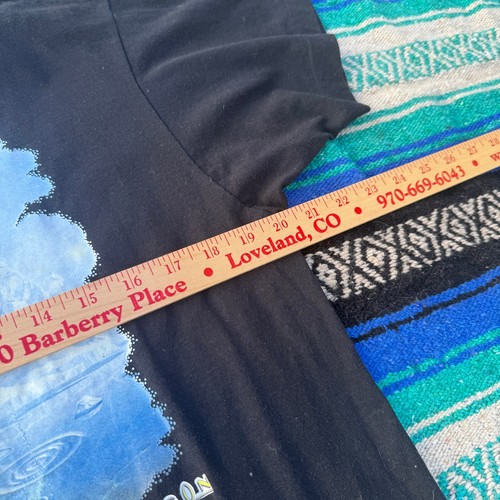 14 15 16 17 18 19 20 21 22 23 24 25 26 27 28
0 Barberry Place • Loveland, CO • 970-669-6043 •